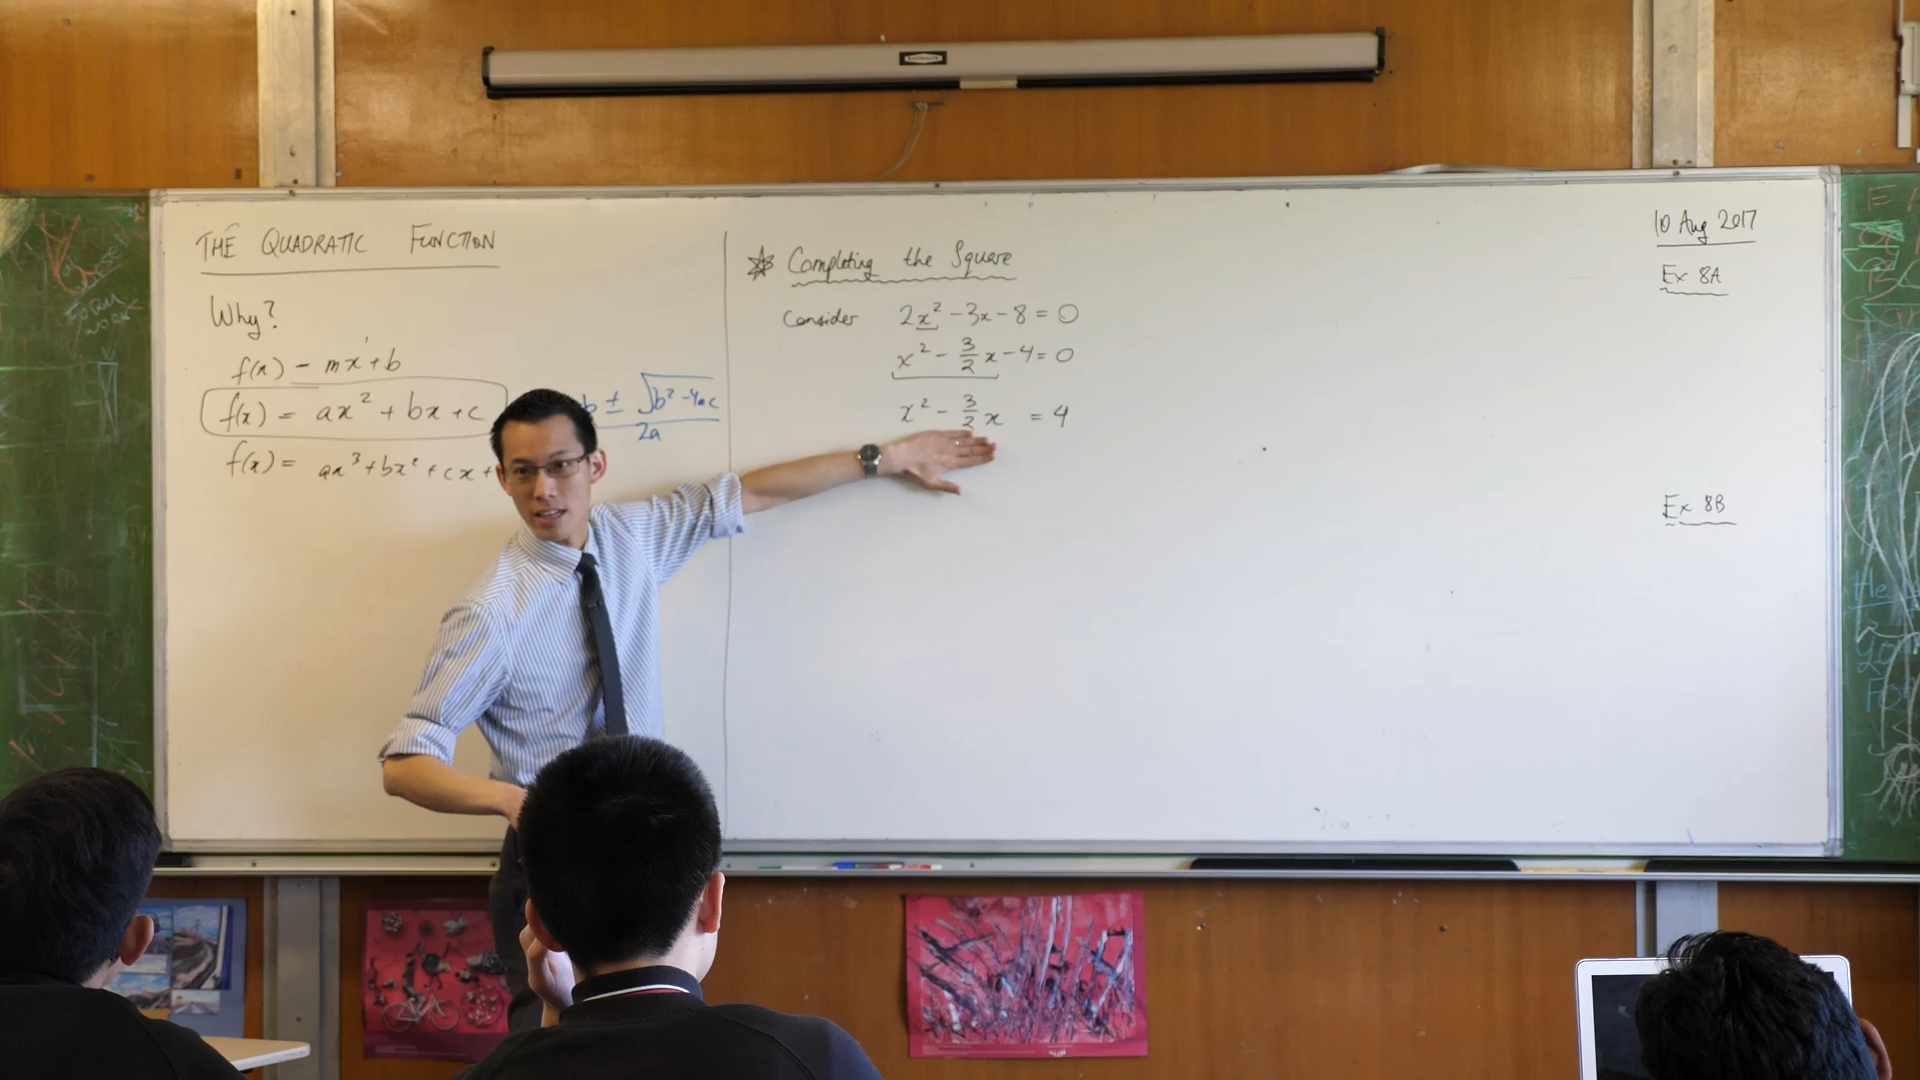 THE QUADRATIC FUNCTION
Why?
f(x) = mx¹ + b
f(x) = ax² + bx + c
f(x) = ax³ + bx² + cx +
b ± √b² - 4ac
2a
Completing the Square
Consider 2x² - 3x - 8 = 0
x² - 3/2 x - 4 = 0
x² - 3/2 x = 4
10 Aug 2017
Ex 8A
Ex 8B